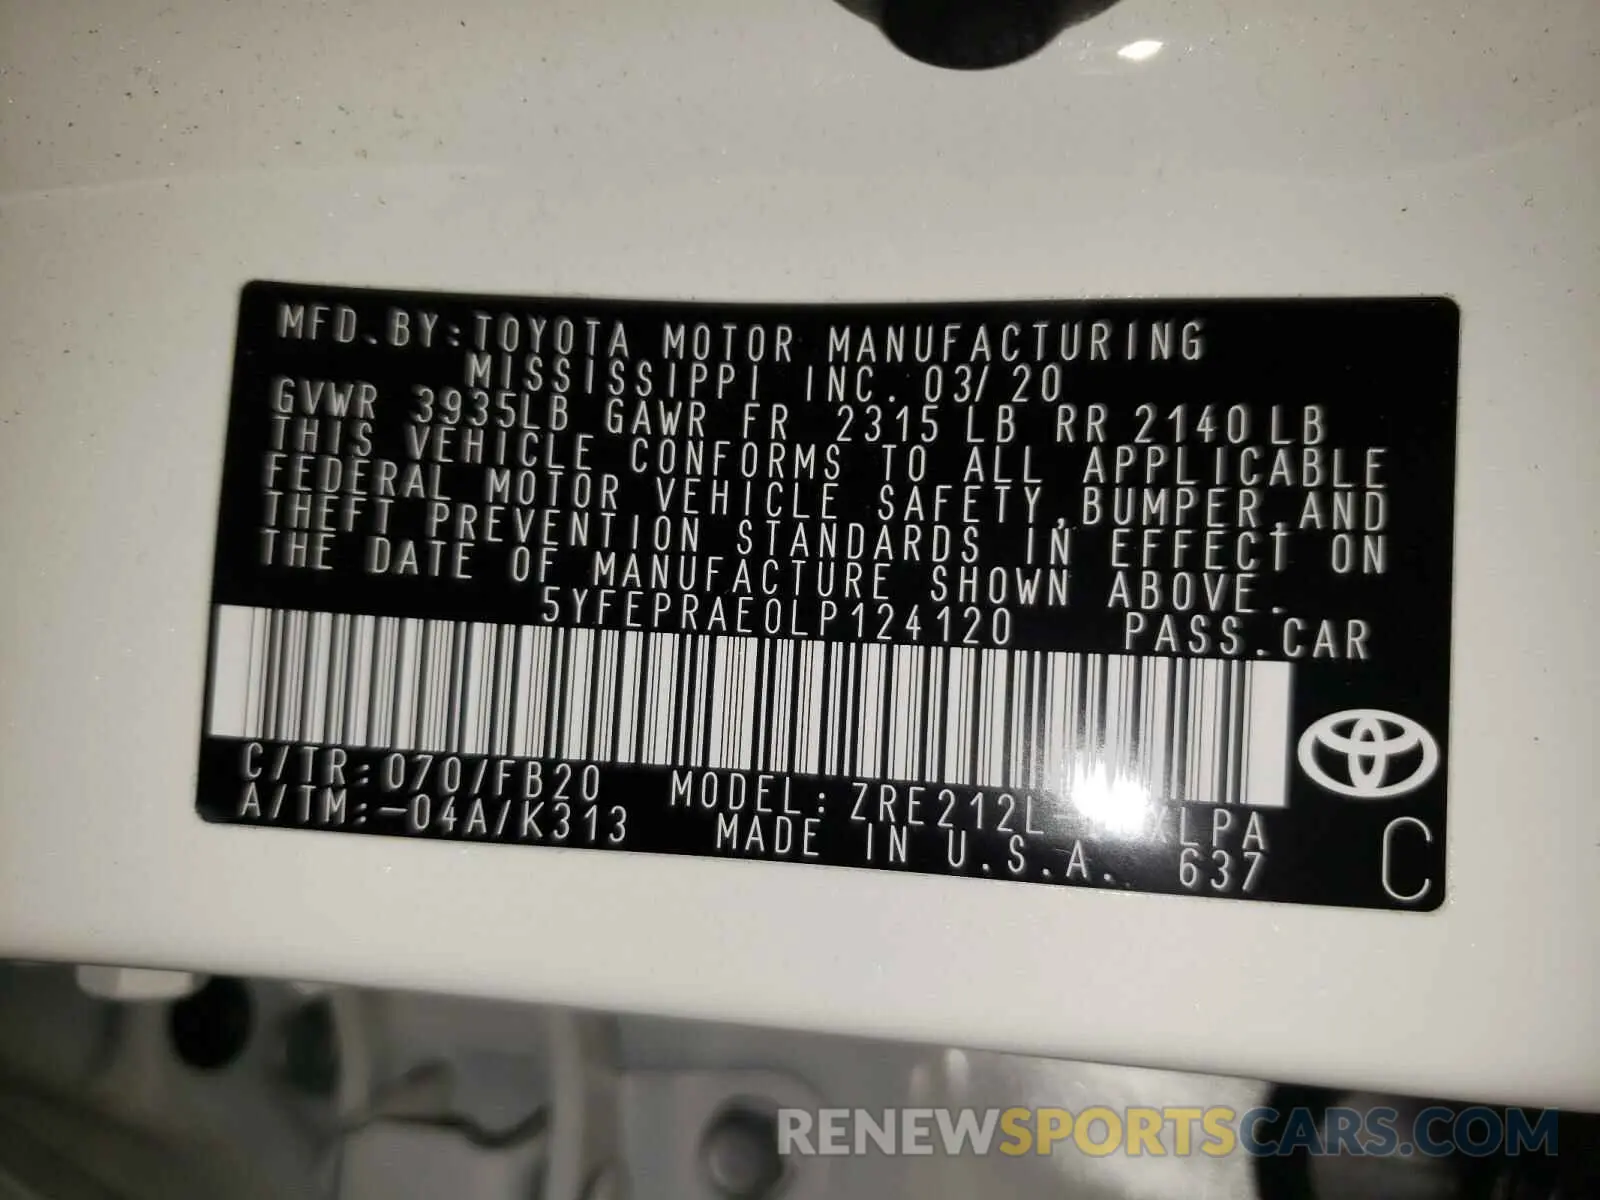 MFD.BY:TOYOTA MOTOR MANUFACTURING
MISSISSIPPI INC. 03/20
GVWR 3935LB GAWR FR 2315 LB RR 2140 LB
THIS VEHICLE CONFORMS TO ALL APPLICABLE
FEDERAL MOTOR VEHICLE SAFETY,BUMPER,AND
THEFT PREVENTION STANDARDS IN EFFECT ON
THE DATE OF MANUFACTURE SHOWN ABOVE.
5YFEPRAE0LP124120 PASS.CAR
C/TR:070/FB20 MODEL:
A/TM:-04A/K313 MADE IN U.S.A. 637
C
RENEWSPORTSCARS.COM